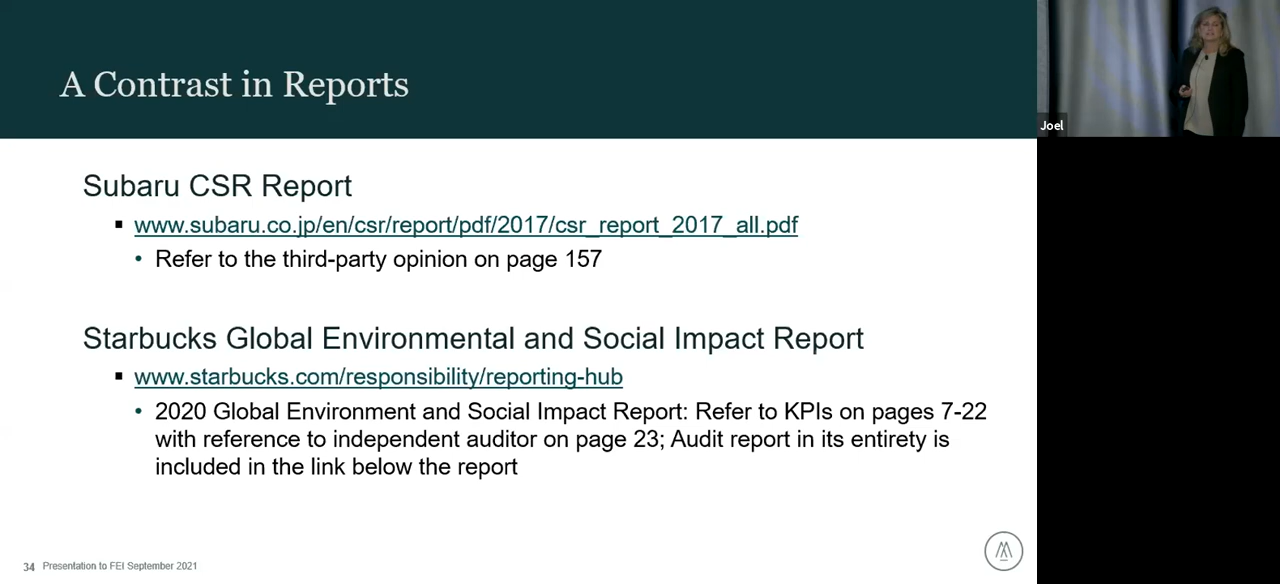 A Contrast in Reports
Joel
Subaru CSR Report
▪ www.subaru.co.jp/en/csr/report/pdf/2017/csr_report_2017_all.pdf
• Refer to the third-party opinion on page 157
Starbucks Global Environmental and Social Impact Report
▪ www.starbucks.com/responsibility/reporting-hub
• 2020 Global Environment and Social Impact Report: Refer to KPIs on pages 7-22
with reference to independent auditor on page 23; Audit report in its entirety is
included in the link below the report
34 Presentation to FEI September 2021